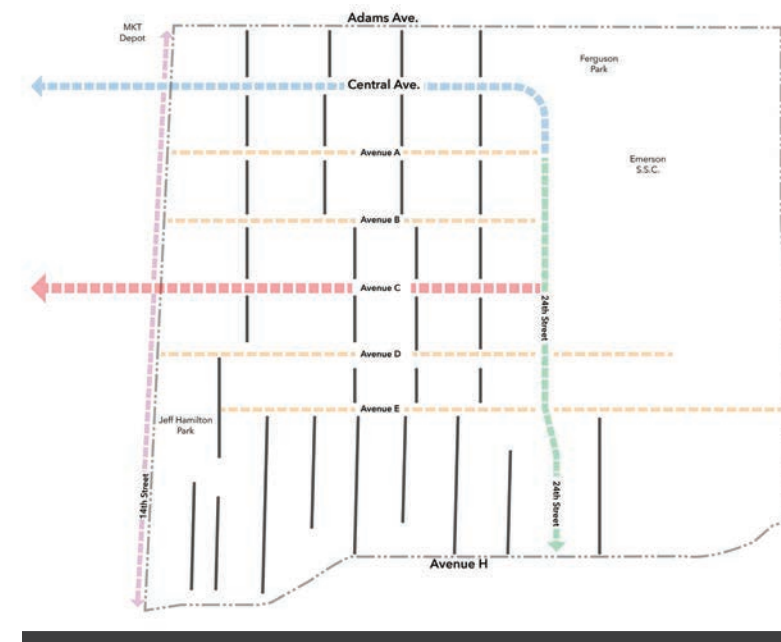 Adams Ave.
MKT
Depot
Ferguson
Park
Central Ave.
Avenue A
Emerson
S.S.C.
Avenue B
Avenue C
24th Street
Avenue D
Avenue E
Jeff Hamilton
Park
14th Street
24th Street
Avenue H